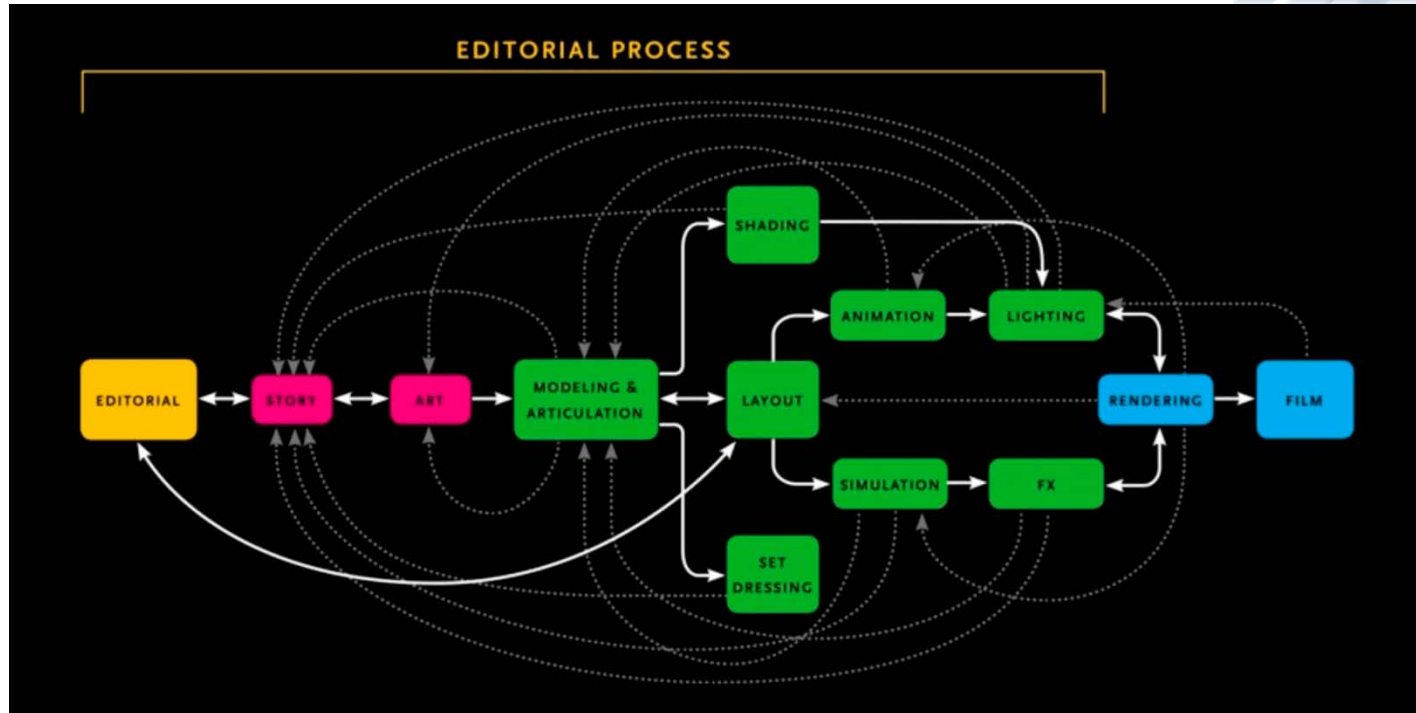 EDITORIAL PROCESS
SHADING
ANIMATION
LIGHTING
EDITORIAL
STORY
ART
MODELING &
ARTICULATION
LAYOUT
RENDERING
FILM
SIMULATION
FX
SET
DRESSING